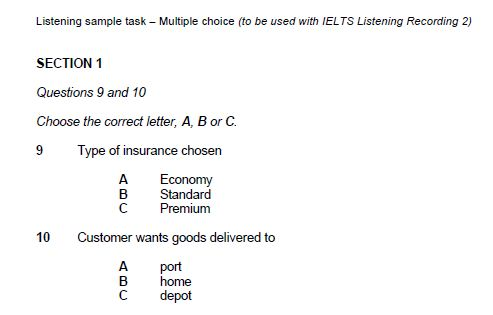 Listening sample task – Multiple choice (to be used with IELTS Listening Recording 2)
SECTION 1
Questions 9 and 10
Choose the correct letter, A, B or C.
9 Type of insurance chosen
A Economy
B Standard
C Premium
10 Customer wants goods delivered to
A port
B home
C depot